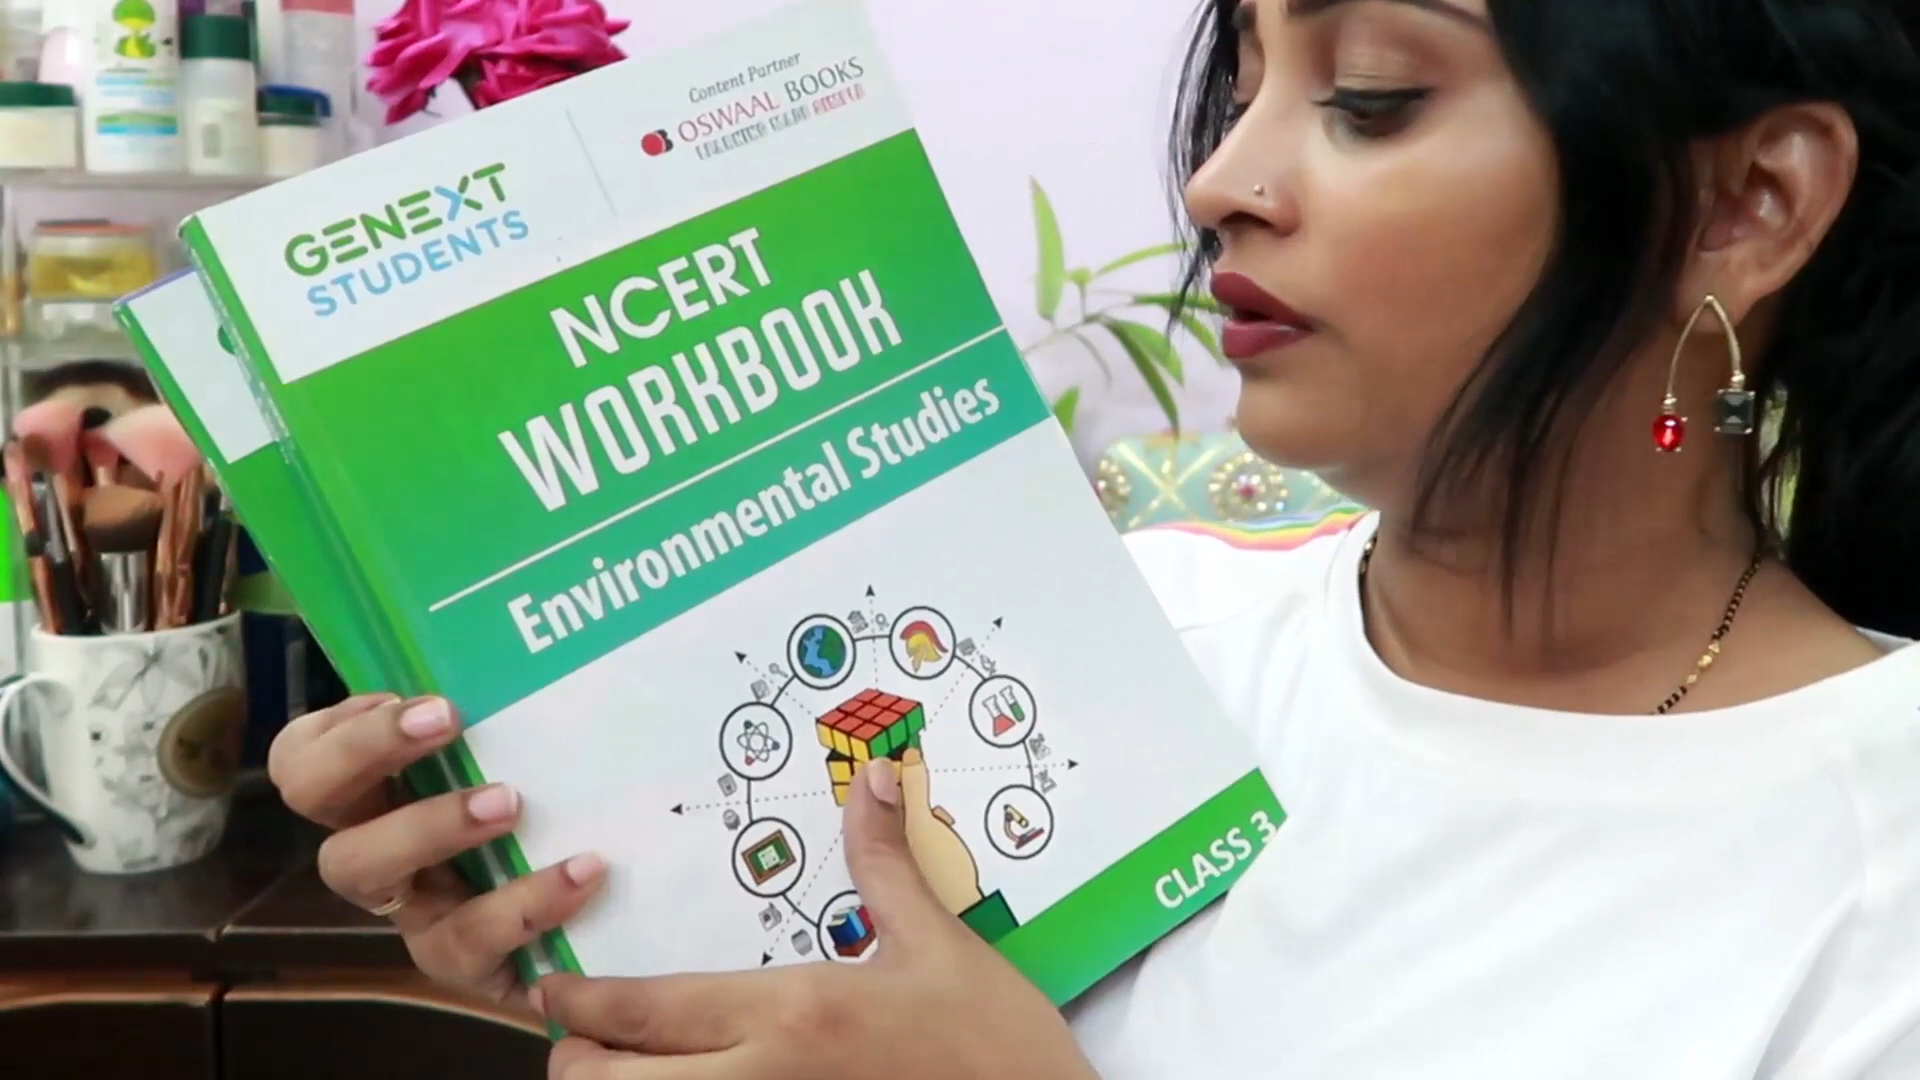 Content Partner
OSWAAL BOOKS
GENEXT
STUDENTS
NCERT
WORKBOOK
Environmental Studies
CLASS 3